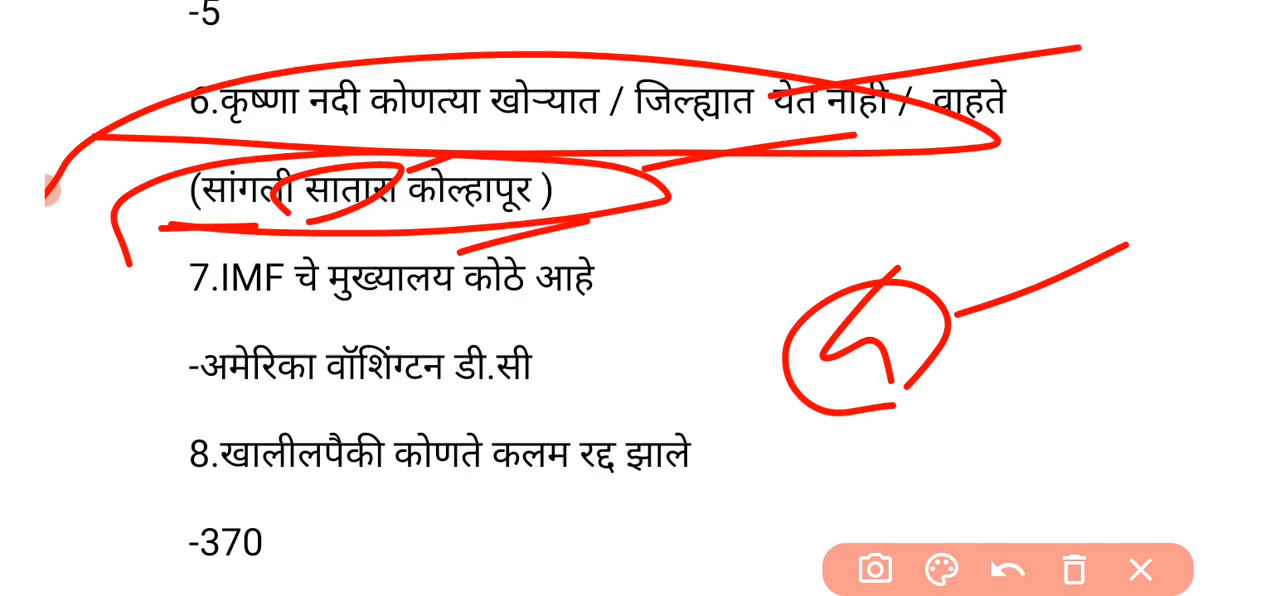 -5
6.कृष्णा नदी कोणत्या खोऱ्यात / जिल्ह्यात येत नाही / वाहते
(सांगली सातारा कोल्हापूर )
7.IMF चे मुख्यालय कोठे आहे
-अमेरिका वॉशिंग्टन डी.सी
8.खालीलपैकी कोणते कलम रद्द झाले
-370